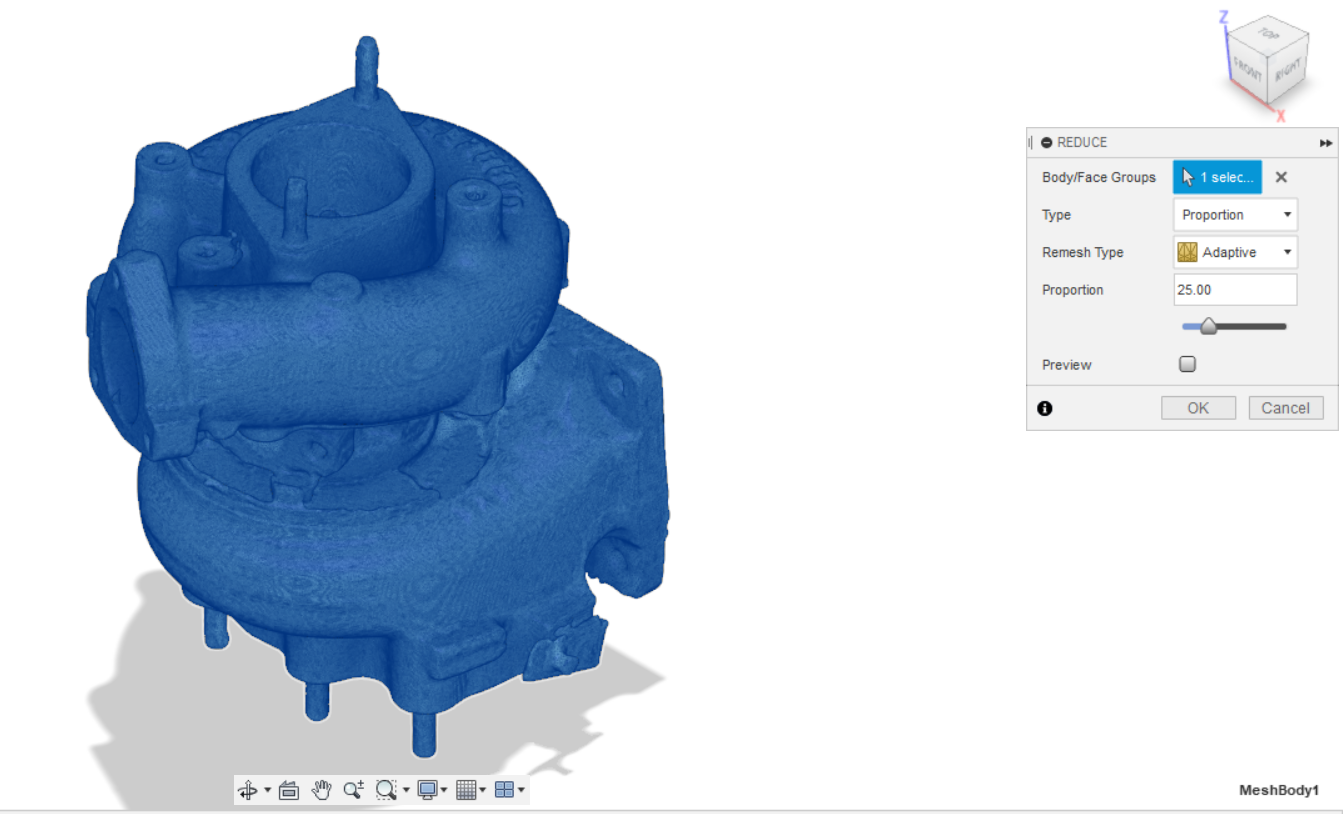 Z
TOP
FRONT
RIGHT
X
REDUCE
Body/Face Groups
1 selec...
Type
Proportion
Remesh Type
Adaptive
Proportion
25.00
Preview
OK
Cancel
MeshBody1